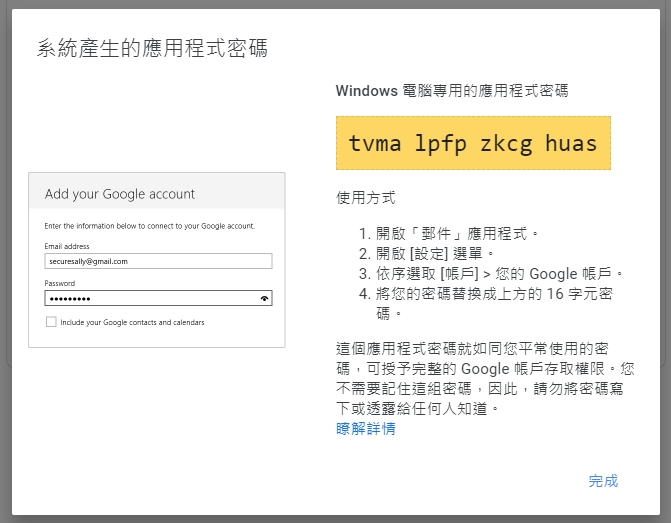 系統產生的應用程式密碼
Add your Google account
Enter the information below to connect to your Google account.
Email address
securesally@gmail.com
Password
•••••••••
Include your Google contacts and calendars
Windows 電腦專用的應用程式密碼
tvma lpfp zkcg huas
使用方式
1. 開啟「郵件」應用程式。
2. 開啟 [設定] 選單。
3. 依序選取 [帳戶] > 您的 Google 帳戶。
4. 將您的密碼替換成上方的 16 字元密
碼。
這個應用程式密碼就如同您平常使用的密
碼，可授予完整的 Google 帳戶存取權限。您
不需要記住這組密碼，因此，請勿將密碼寫
下或透露給任何人知道。
瞭解詳情
完成